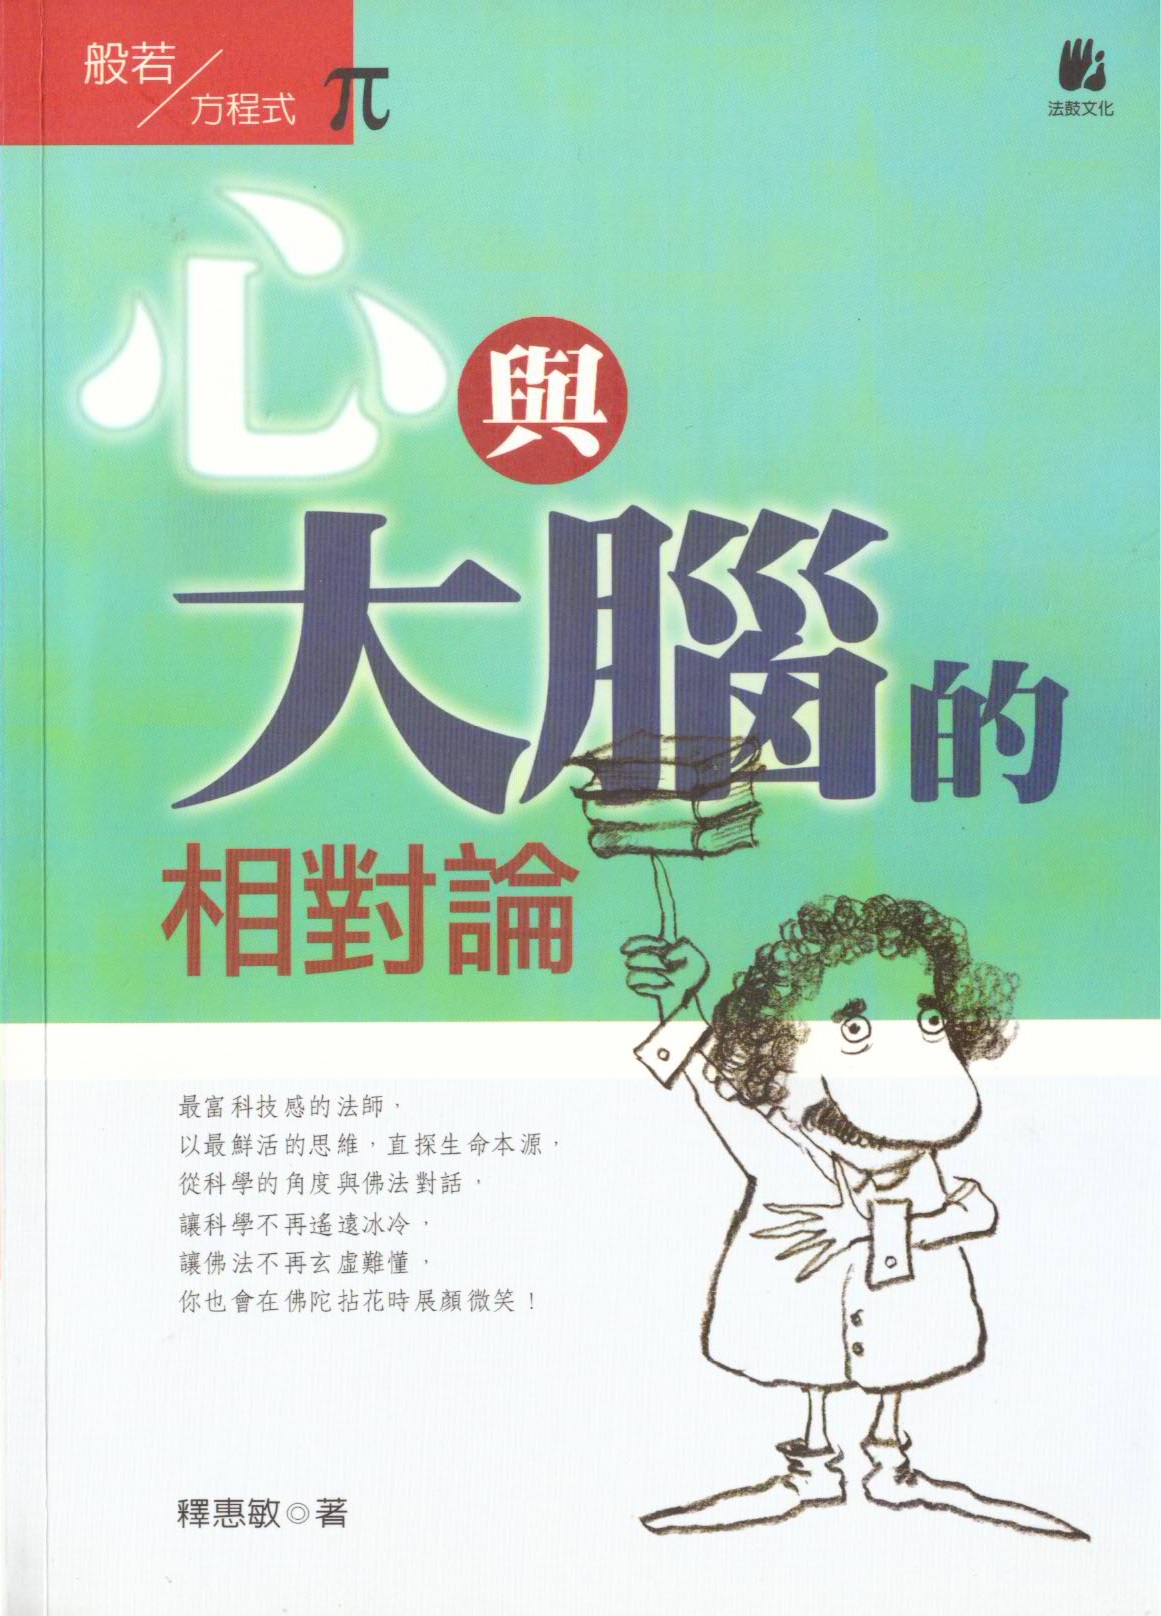 般若
方程式 π
法鼓文化
心與
大腦的
相對論
最富科技感的法師，
以最鮮活的思維，直探生命本源，
從科學的角度與佛法對話，
讓科學不再遙遠冰冷，
讓佛法不再玄虛難懂，
你也會在佛陀拈花時展顏微笑！
釋惠敏◎著